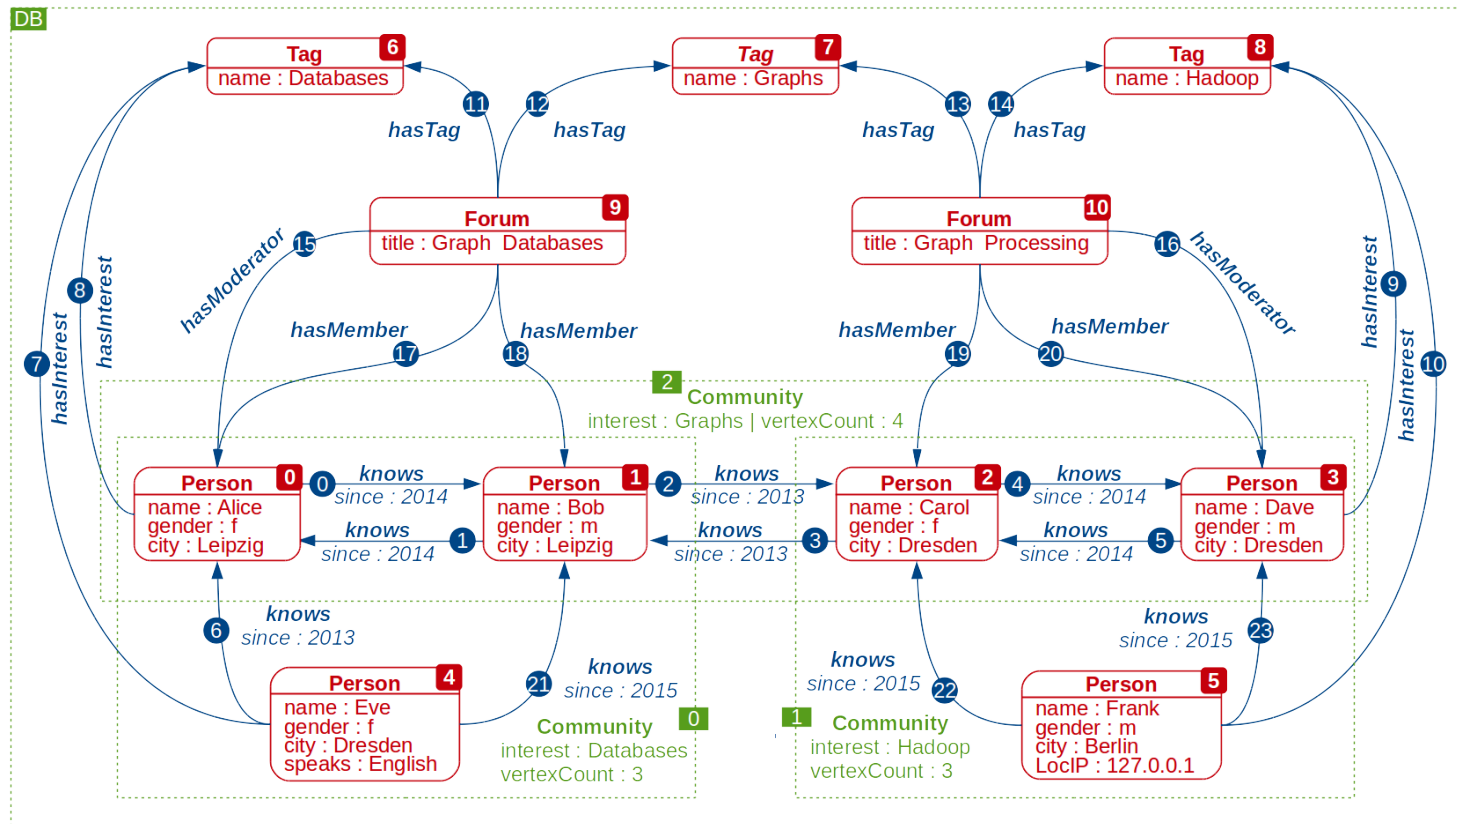 DB
Tag 6
name : Databases
Tag 7
name : Graphs
Tag 8
name : Hadoop
11
hasTag
12
hasTag
13
hasTag
14
hasTag
Forum 9
title : Graph Databases
Forum 10
title : Graph Processing
15
hasModerator
16
hasModerator
8
hasInterest
7
hasInterest
9
hasInterest
10
hasInterest
hasMember
17
hasMember
18
hasMember
19
hasMember
20
2
Community
interest : Graphs | vertexCount : 4
Person 0
name : Alice
gender : f
city : Leipzig
0
knows
since : 2014
knows
since : 2014
1
Person 1
name : Bob
gender : m
city : Leipzig
2
knows
since : 2013
knows
since : 2013
3
Person 2
name : Carol
gender : f
city : Dresden
4
knows
since : 2014
knows
since : 2014
5
Person 3
name : Dave
gender : m
city : Dresden
6
knows
since : 2013
Person 4
name : Eve
gender : f
city : Dresden
speaks : English
21
knows
since : 2015
Community 0
interest : Databases
vertexCount : 3
knows
since : 2015
22
knows
since : 2015
23
1 Community
interest : Hadoop
vertexCount : 3
Person 5
name : Frank
gender : m
city : Berlin
LocIP : 127.0.0.1